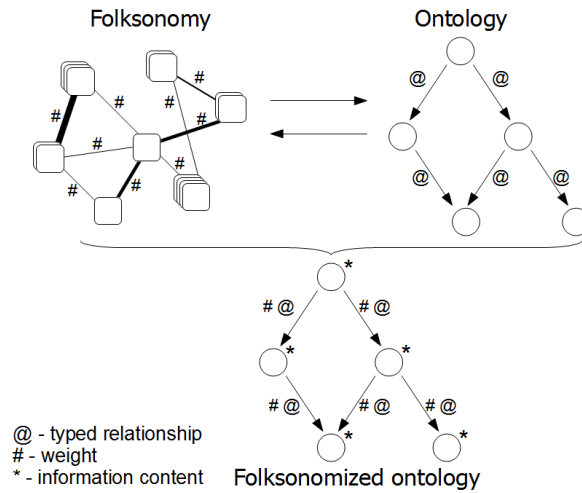 Folksonomy
Ontology
#
#
#
#
#
#
#
#
#
@ @
@ @ @
*
# @ # @
* *
# @ # @ # @
* *
@ - typed relationship
# - weight
* - information content
Folksonomized ontology